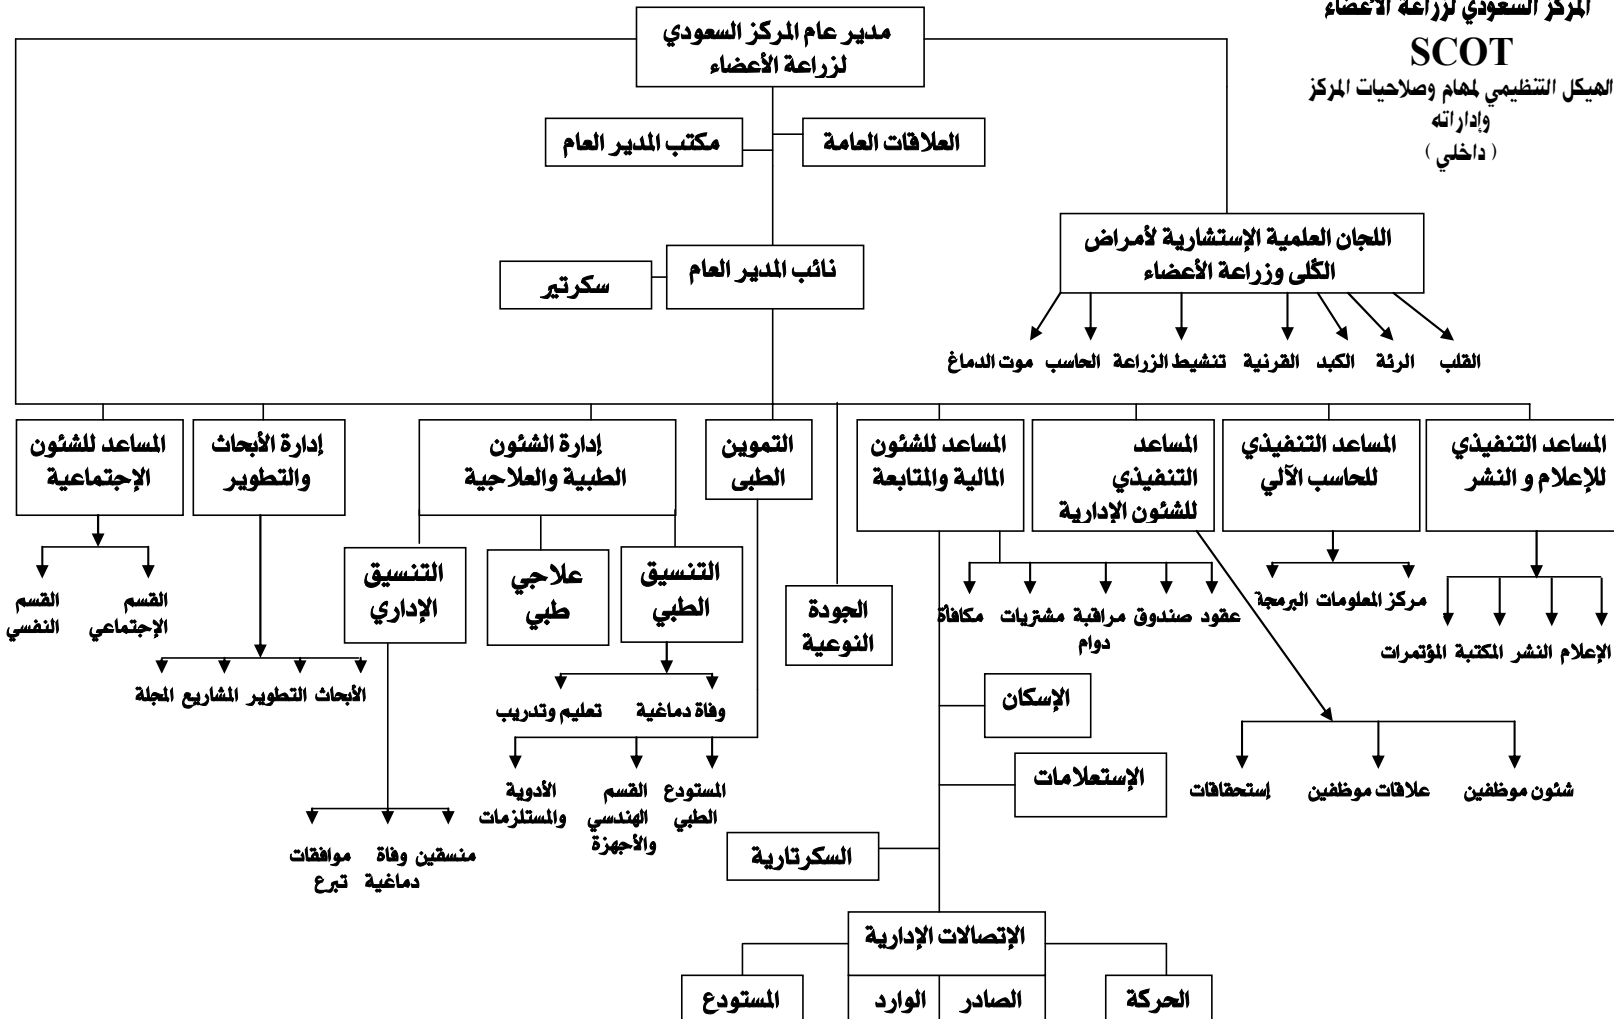 المركز السعودي لزراعة الأعضاء
SCOT
الهيكل التنظيمي لمهام وصلاحيات المركز
وإداراته
( داخلي )
مدير عام المركز السعودي
لزراعة الأعضاء
العلاقات العامة
مكتب المدير العام
اللجان العلمية الإستشارية لأمراض
الكُلى وزراعة الأعضاء
نائب المدير العام
سكرتير
القلب
الرئة
الكبد
القرنية
تنشيط الزراعة
الحاسب
موت الدماغ
المساعد التنفيذي
للإعلام و النشر
المساعد التنفيذي
للحاسب الآلي
المساعد
التنفيذي
للشئون الإدارية
المساعد للشئون
المالية والمتابعة
التموين
الطبى
إدارة الشئون
الطبية والعلاجية
إدارة الأبحاث
والتطوير
المساعد للشئون
الإجتماعية
التنسيق
الطبي
علاجي
طبي
التنسيق
الإداري
الجودة
النوعية
القسم
الإجتماعي
القسم
النفسي
مركز المعلومات
البرمجة
عقود
صندوق
مراقبة
دوام
مشتريات
مكافأة
الإعلام
النشر
المكتبة
المؤتمرات
الأبحاث
التطوير
المشاريع
المجلة
وفاة دماغية
تعليم وتدريب
الإسكان
الإستعلامات
السكرتارية
شئون موظفين
علاقات موظفين
إستحقاقات
المستودع
الطبي
القسم
الهندسي
والأجهزة
الأدوية
والمستلزمات
منسقين
وفاة
دماغية
موافقات
تبرع
الإتصالات الإدارية
الحركة
الصادر
الوارد
المستودع